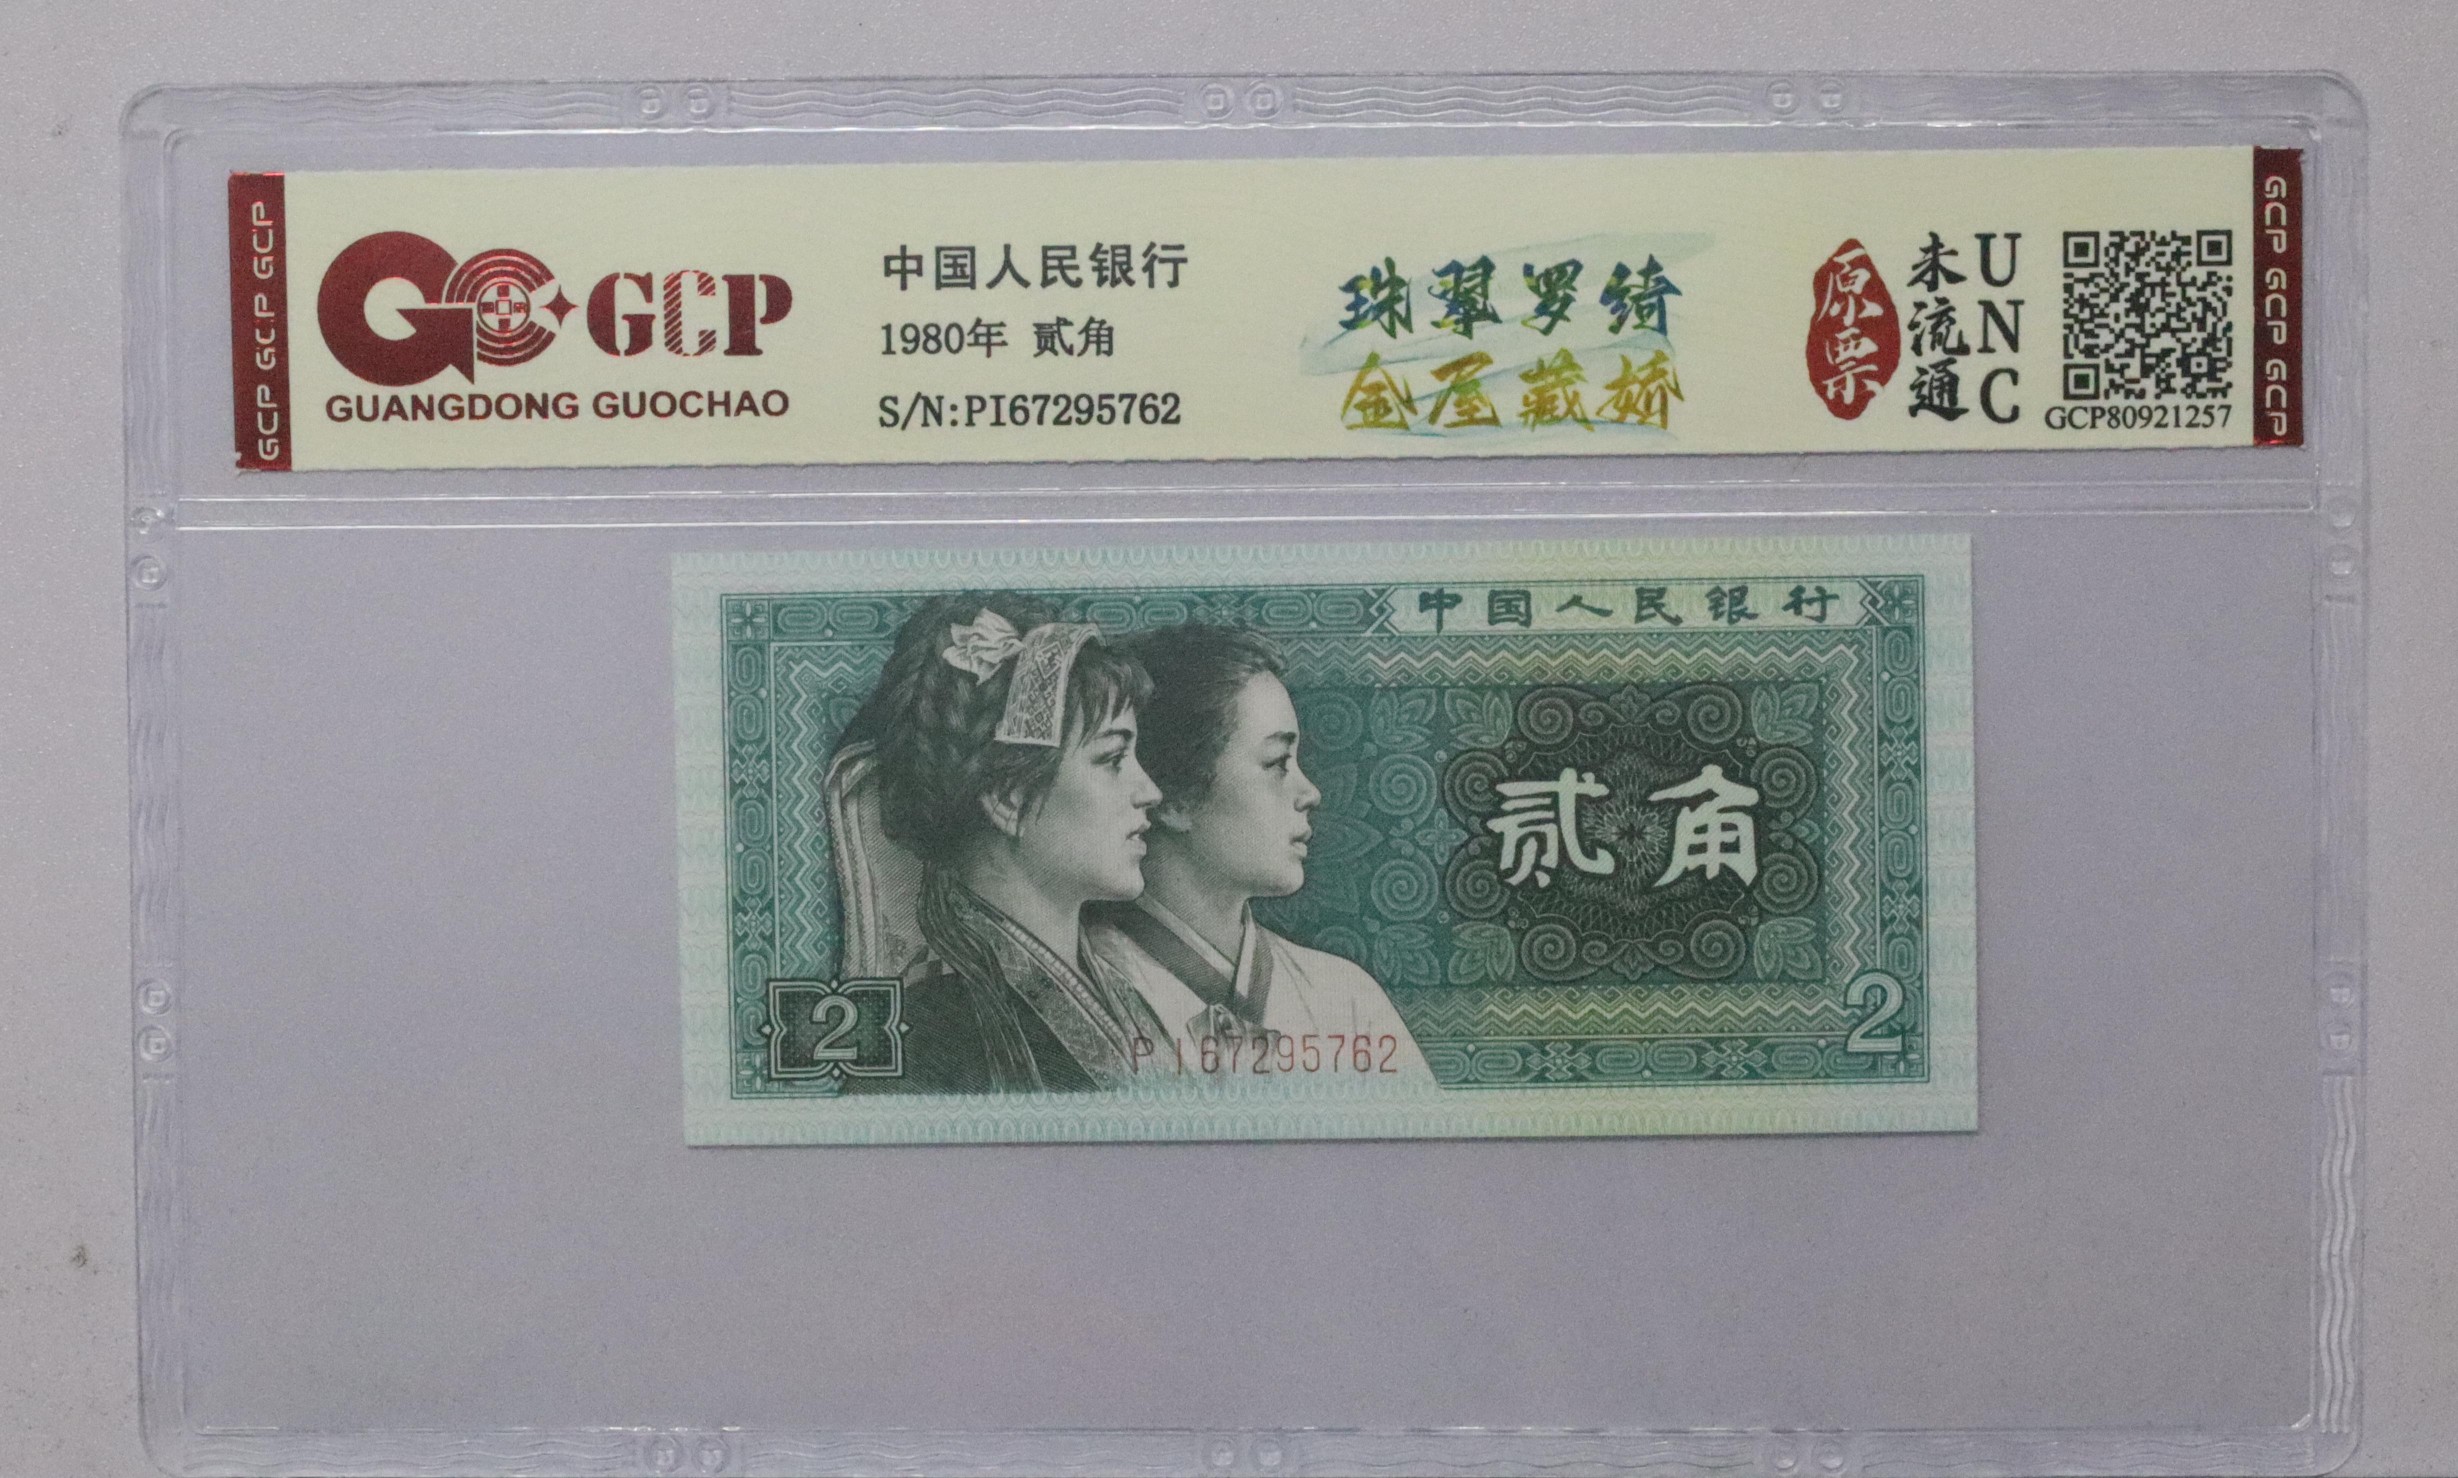 GCP GCP GCP
GCP
GUANGDONG GUOCHAO
中国人民银行
1980年 贰角
S/N:PI67295762
珠翠罗绮
金屋藏娇
原票
未流通
UNC
GCP80921257
GCP GCP GCP
中国人民银行
贰角
2
2
PI67295762